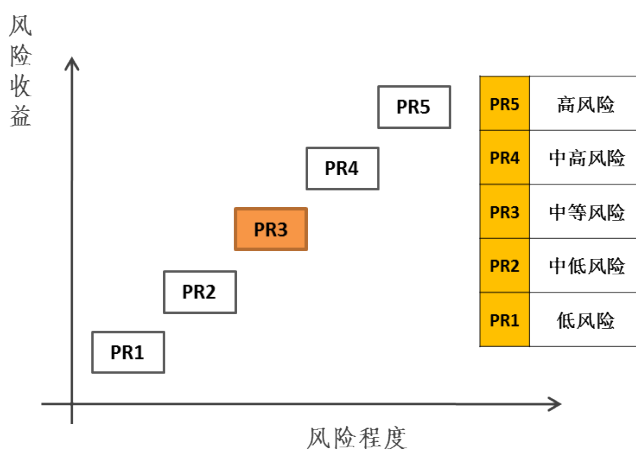 风险收益
PR5
PR4
PR3
PR2
PR1
风险程度
PR5 高风险
PR4 中高风险
PR3 中等风险
PR2 中低风险
PR1 低风险